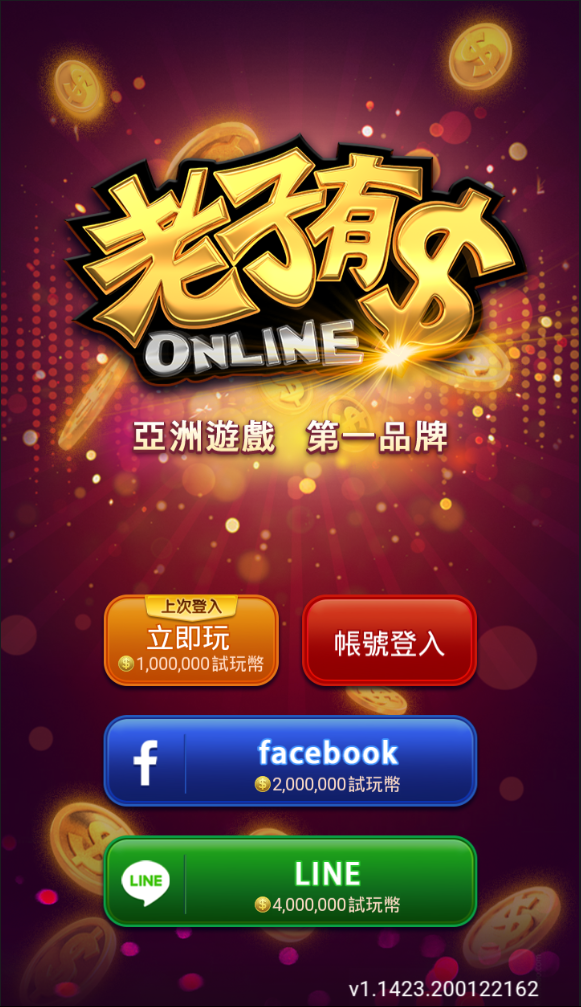 老子有$
ONLINE
亞洲遊戲 第一品牌
上次登入
立即玩
$1,000,000試玩幣
帳號登入
f
facebook
$2,000,000試玩幣
LINE
LINE
$4,000,000試玩幣
v1.1423.200122162